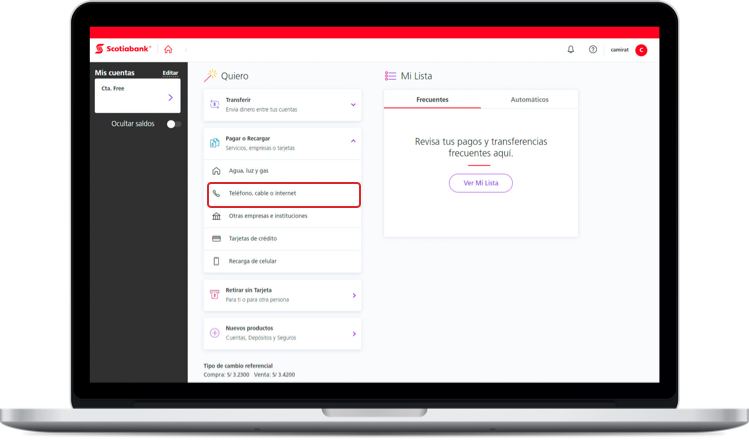 Scotiabank
camirat
C
Mis cuentas
Editar
Cta. Free
Ocultar saldos
Quiero
Transferir
Envía dinero entre tus cuentas
Pagar o Recargar
Servicios, empresas o tarjetas
Agua, luz y gas
Teléfono, cable o internet
Otras empresas e instituciones
Tarjetas de crédito
Recarga de celular
Retirar sin Tarjeta
Para ti o para otra persona
Nuevos productos
Cuentas, Depósitos y Seguros
Tipo de cambio referencial
Compra: S/ 3.2300 Venta: S/ 3.4200
Mi Lista
Frecuentes
Automáticos
Revisa tus pagos y transferencias
frecuentes aquí.
Ver Mi Lista